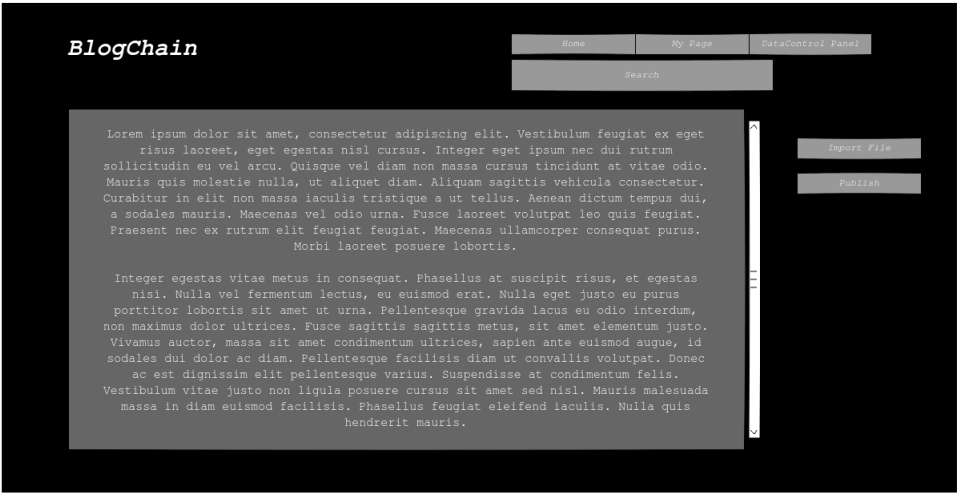 BlogChain
Home
My Page
DataControl Panel
Search
Lorem ipsum dolor sit amet, consectetur adipiscing elit. Vestibulum feugiat ex eget
risus laoreet, eget egestas nisl cursus. Integer eget ipsum nec dui rutrum
sollicitudin eu vel arcu. Quisque vel diam non massa cursus tincidunt at vitae odio.
Mauris quis molestie nulla, ut aliquet diam. Aliquam sagittis vehicula consectetur.
Curabitur in elit non massa iaculis tristique a ut tellus. Aenean dictum tempus dui,
a sodales mauris. Maecenas vel odio urna. Fusce laoreet volutpat leo quis feugiat.
Praesent nec ex rutrum elit feugiat feugiat. Maecenas ullamcorper consequat purus.
Morbi laoreet posuere lobortis.
Integer egestas vitae metus in consequat. Phasellus at suscipit risus, et egestas
nisi. Nulla vel fermentum lectus, eu euismod erat. Nulla eget justo eu purus
porttitor lobortis sit amet ut urna. Pellentesque gravida lacus eu odio interdum,
non maximus dolor ultrices. Fusce sagittis sagittis metus, sit amet elementum justo.
Vivamus auctor, massa sit amet condimentum ultrices, sapien ante euismod augue, id
sodales dui dolor ac diam. Pellentesque facilisis diam ut convallis volutpat. Donec
ac est dignissim elit pellentesque varius. Suspendisse at condimentum felis.
Vestibulum vitae justo non ligula posuere cursus sit amet sed nisl. Mauris malesuada
massa in diam euismod facilisis. Phasellus feugiat eleifend iaculis. Nulla quis
hendrerit mauris.
Import File
Publish